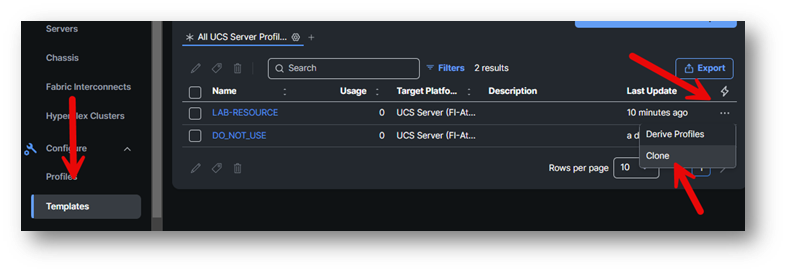 Servers
Chassis
Fabric Interconnects
HyperFlex Clusters
Configure
Profiles
Templates
All UCS Server Profil... +
Search Filters 2 results Export
Name Usage Target Platfo... Description Last Update
LAB-RESOURCE 0 UCS Server (FI-At... 10 minutes ago ...
DO_NOT_USE 0 UCS Server (FI-At... a d
Derive Profiles
Clone
Rows per page 10 1